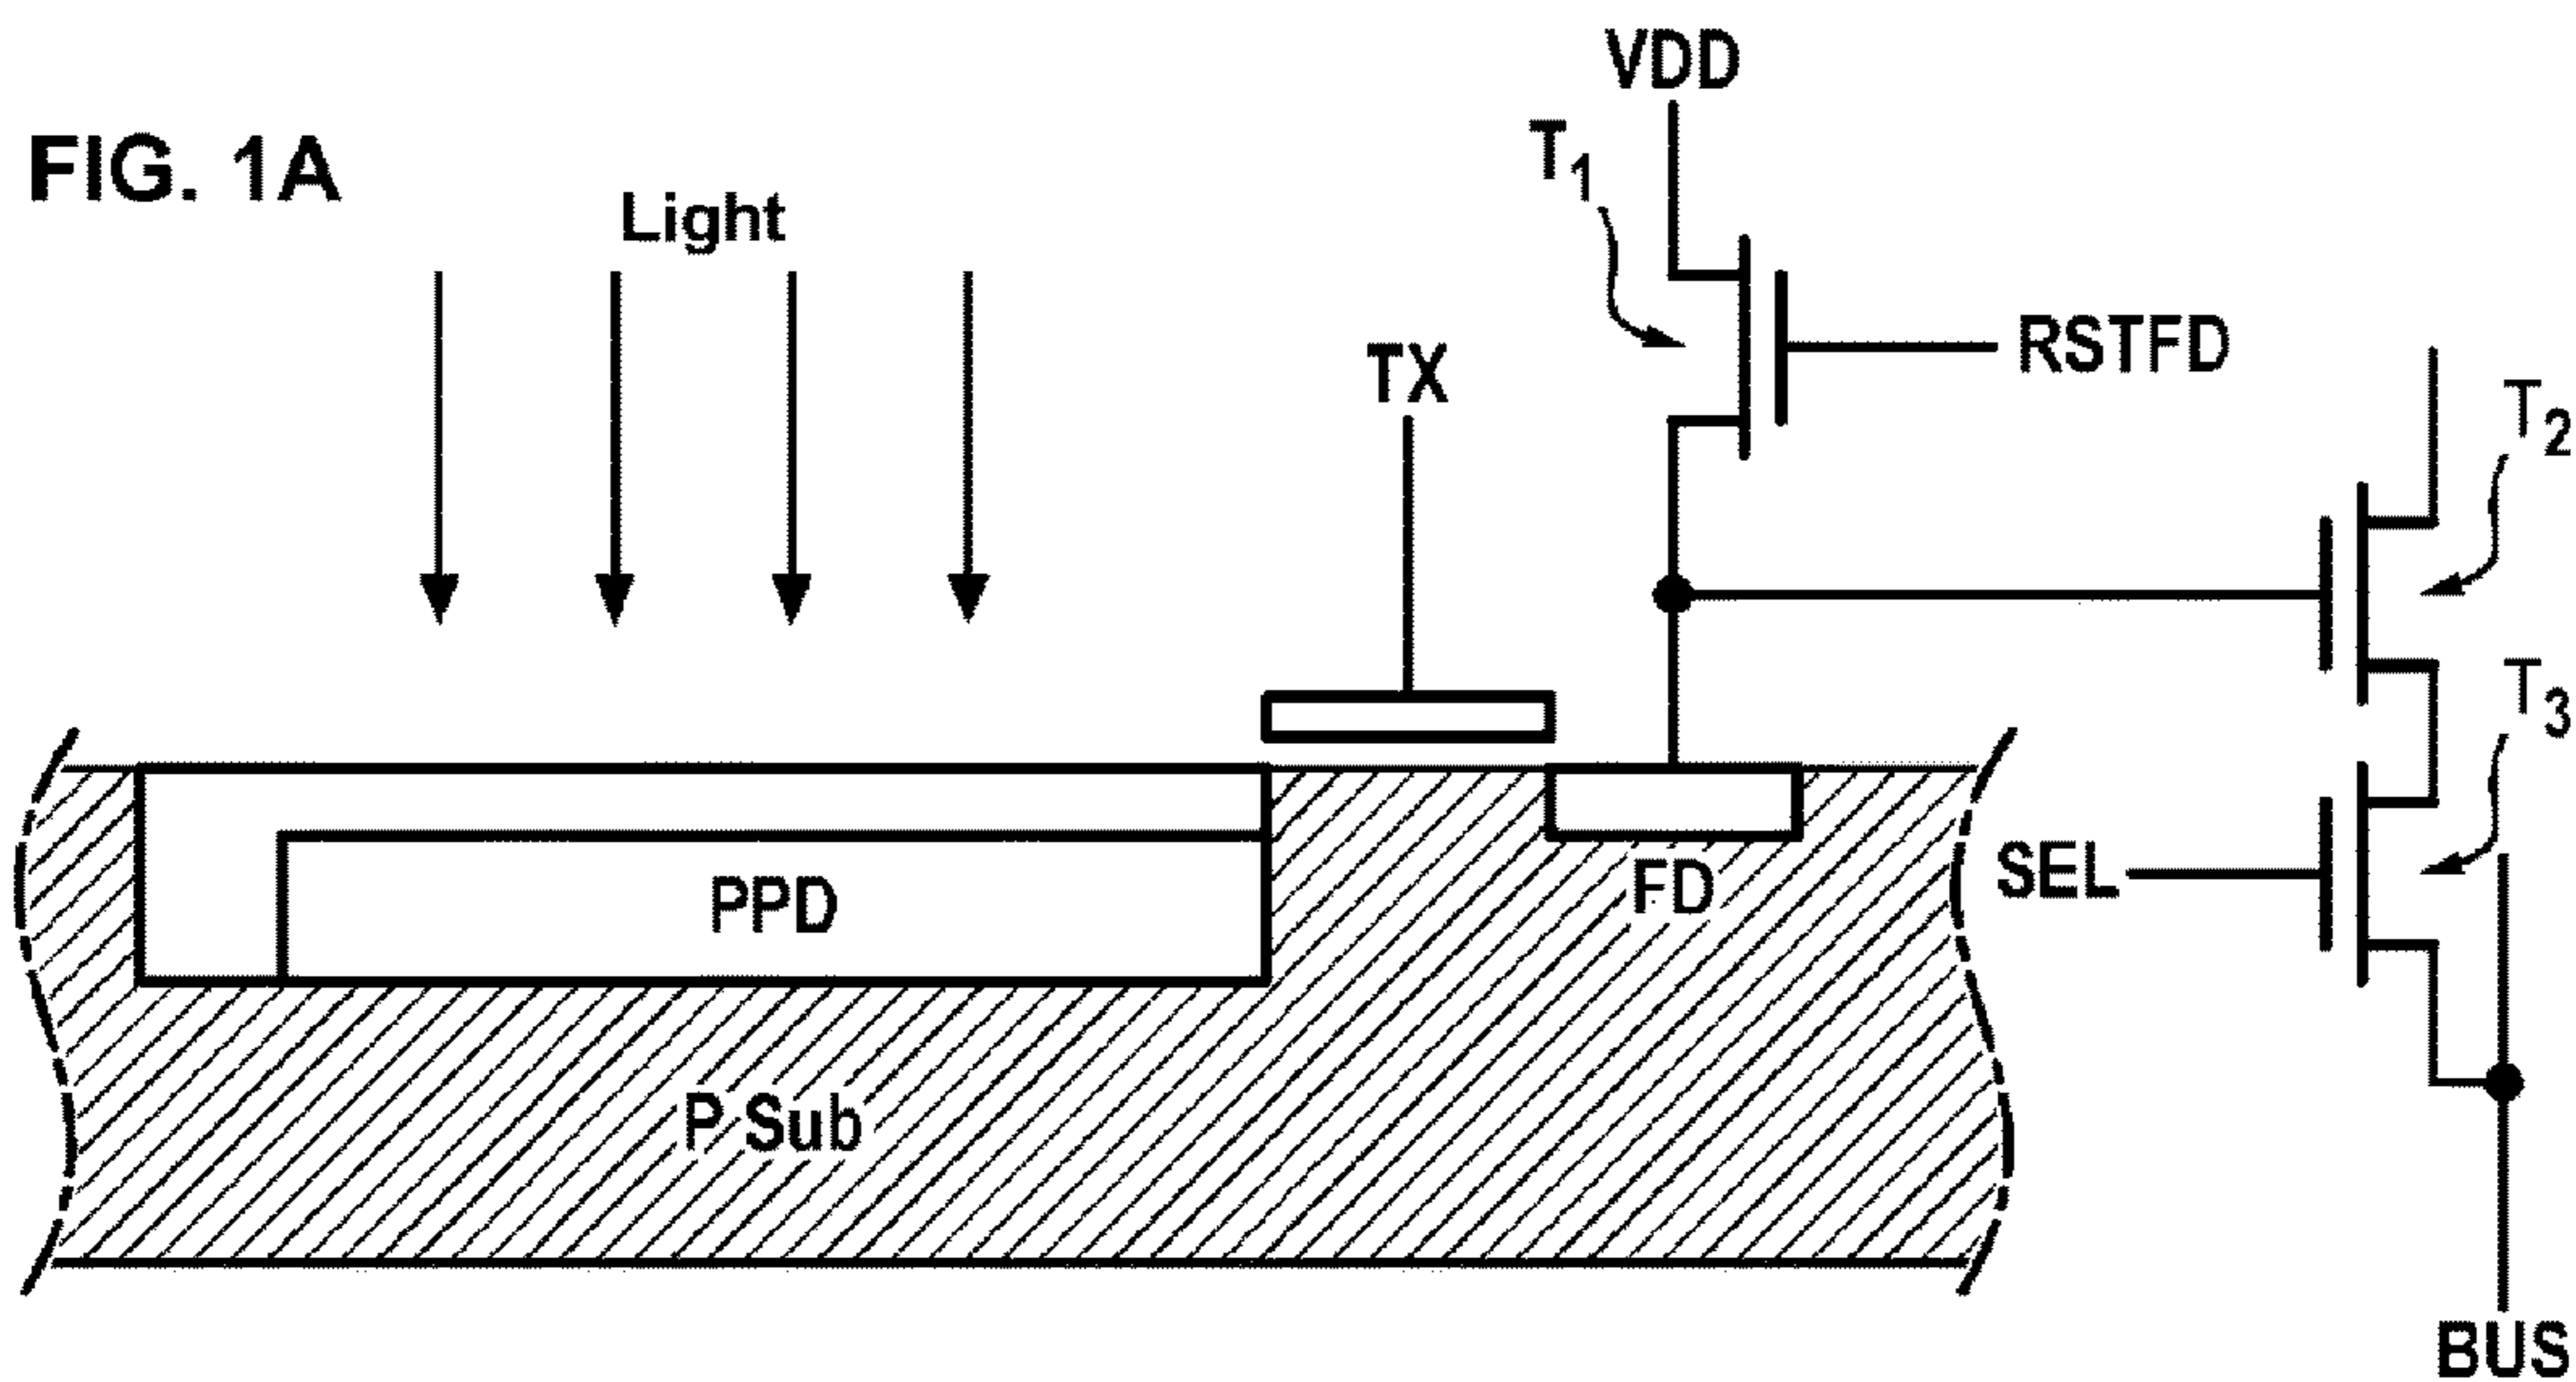 FIG. 1A
Light
VDD
T1
RSTFD
TX
T2
T3
SEL
PPD
FD
P Sub
BUS